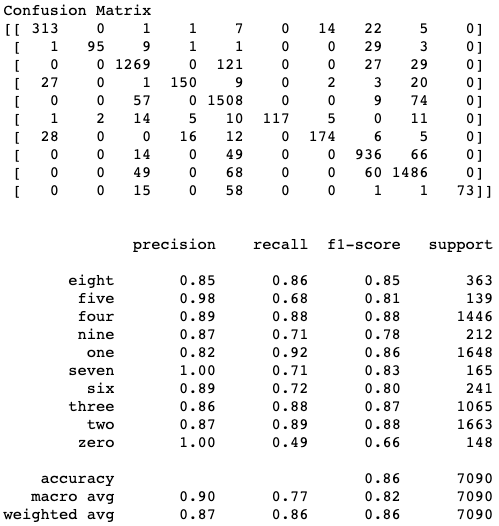 Confusion Matrix
[[ 313 0 1 1 7 0 14 22 5 0]
[ 1 95 9 1 1 0 0 29 3 0]
[ 0 0 1269 0 121 0 0 27 29 0]
[ 27 0 1 150 9 0 2 3 20 0]
[ 0 0 57 0 1508 0 0 9 74 0]
[ 1 2 14 5 10 117 5 0 11 0]
[ 28 0 0 16 12 0 174 6 5 0]
[ 0 0 14 0 49 0 0 936 66 0]
[ 0 0 49 0 68 0 0 60 1486 0]
[ 0 0 15 0 58 0 0 1 1 73]]
precision recall f1-score support
eight 0.85 0.86 0.85 363
five 0.98 0.68 0.81 139
four 0.89 0.88 0.88 1446
nine 0.87 0.71 0.78 212
one 0.82 0.92 0.86 1648
seven 1.00 0.71 0.83 165
six 0.89 0.72 0.80 241
three 0.86 0.88 0.87 1065
two 0.87 0.89 0.88 1663
zero 1.00 0.49 0.66 148
accuracy 0.86 7090
macro avg 0.90 0.77 0.82 7090
weighted avg 0.87 0.86 0.86 7090